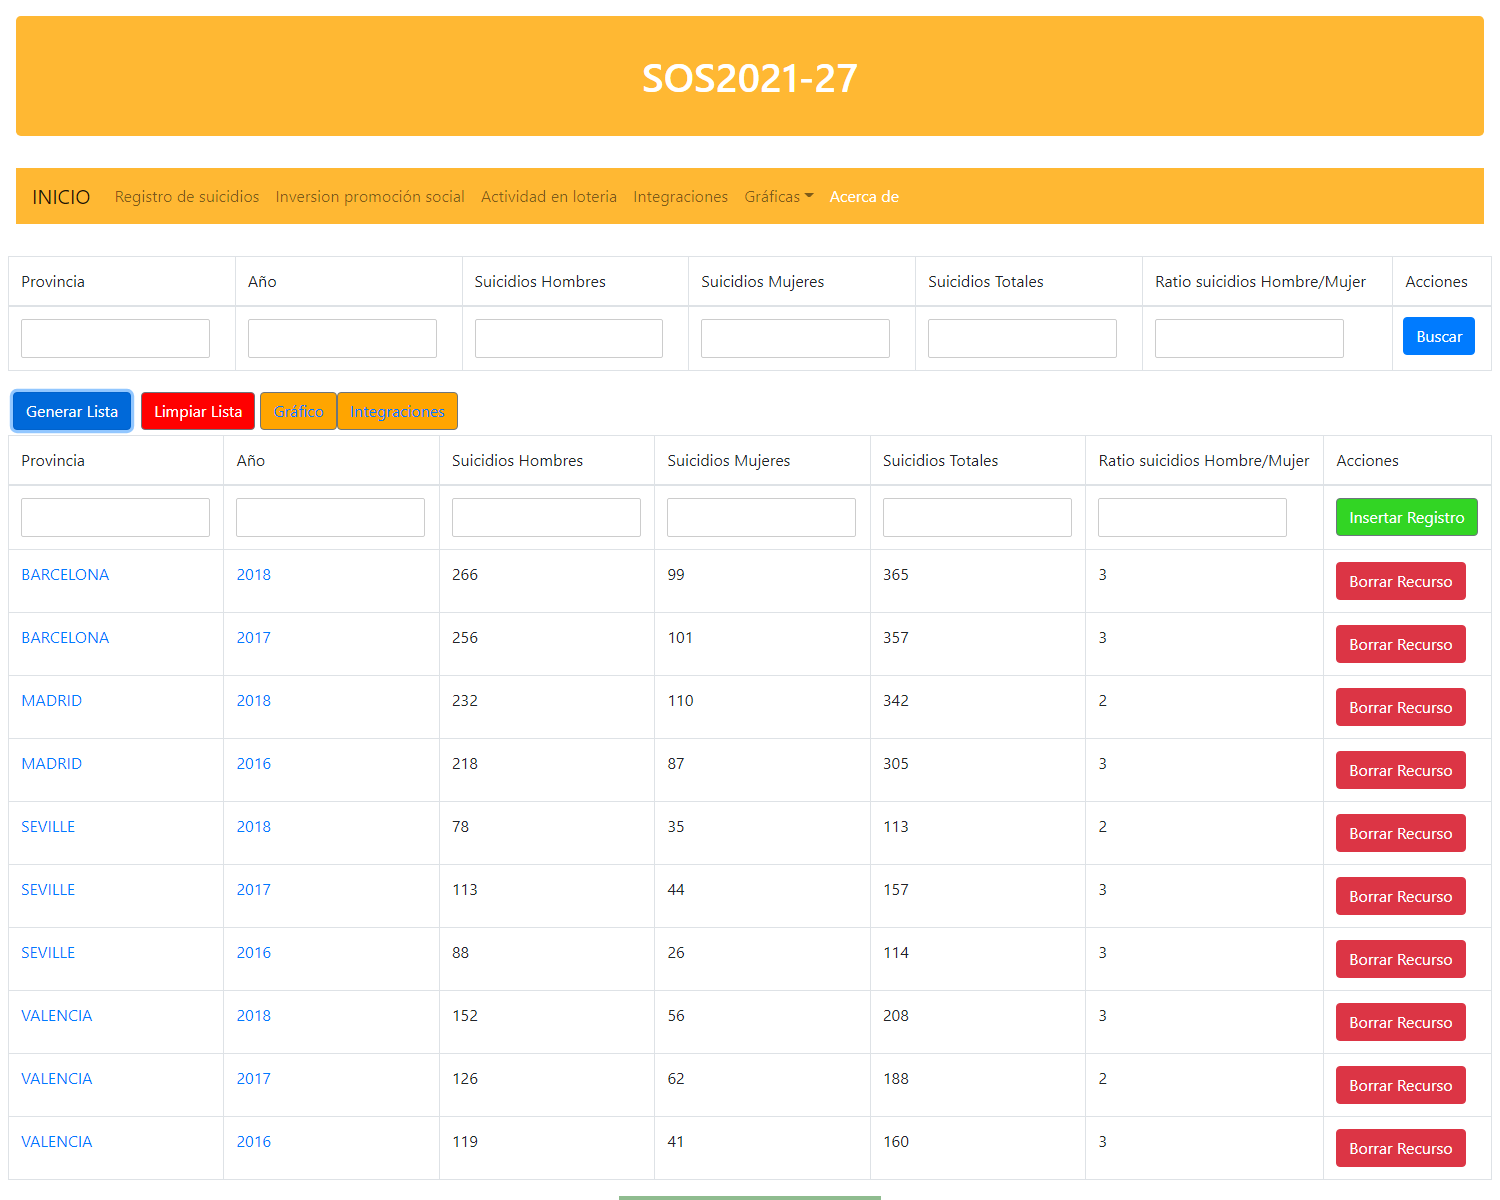 SOS2021-27
INICIO Registro de suicidios Inversion promoción social Actividad en loteria Integraciones Gráficas Acerca de
Provincia Año Suicidios Hombres Suicidios Mujeres Suicidios Totales Ratio suicidios Hombre/Mujer Acciones
Buscar
Generar Lista Limpiar Lista Gráfico Integraciones
Provincia Año Suicidios Hombres Suicidios Mujeres Suicidios Totales Ratio suicidios Hombre/Mujer Acciones
Insertar Registro
BARCELONA 2018 266 99 365 3 Borrar Recurso
BARCELONA 2017 256 101 357 3 Borrar Recurso
MADRID 2018 232 110 342 2 Borrar Recurso
MADRID 2016 218 87 305 3 Borrar Recurso
SEVILLE 2018 78 35 113 2 Borrar Recurso
SEVILLE 2017 113 44 157 3 Borrar Recurso
SEVILLE 2016 88 26 114 3 Borrar Recurso
VALENCIA 2018 152 56 208 3 Borrar Recurso
VALENCIA 2017 126 62 188 2 Borrar Recurso
VALENCIA 2016 119 41 160 3 Borrar Recurso